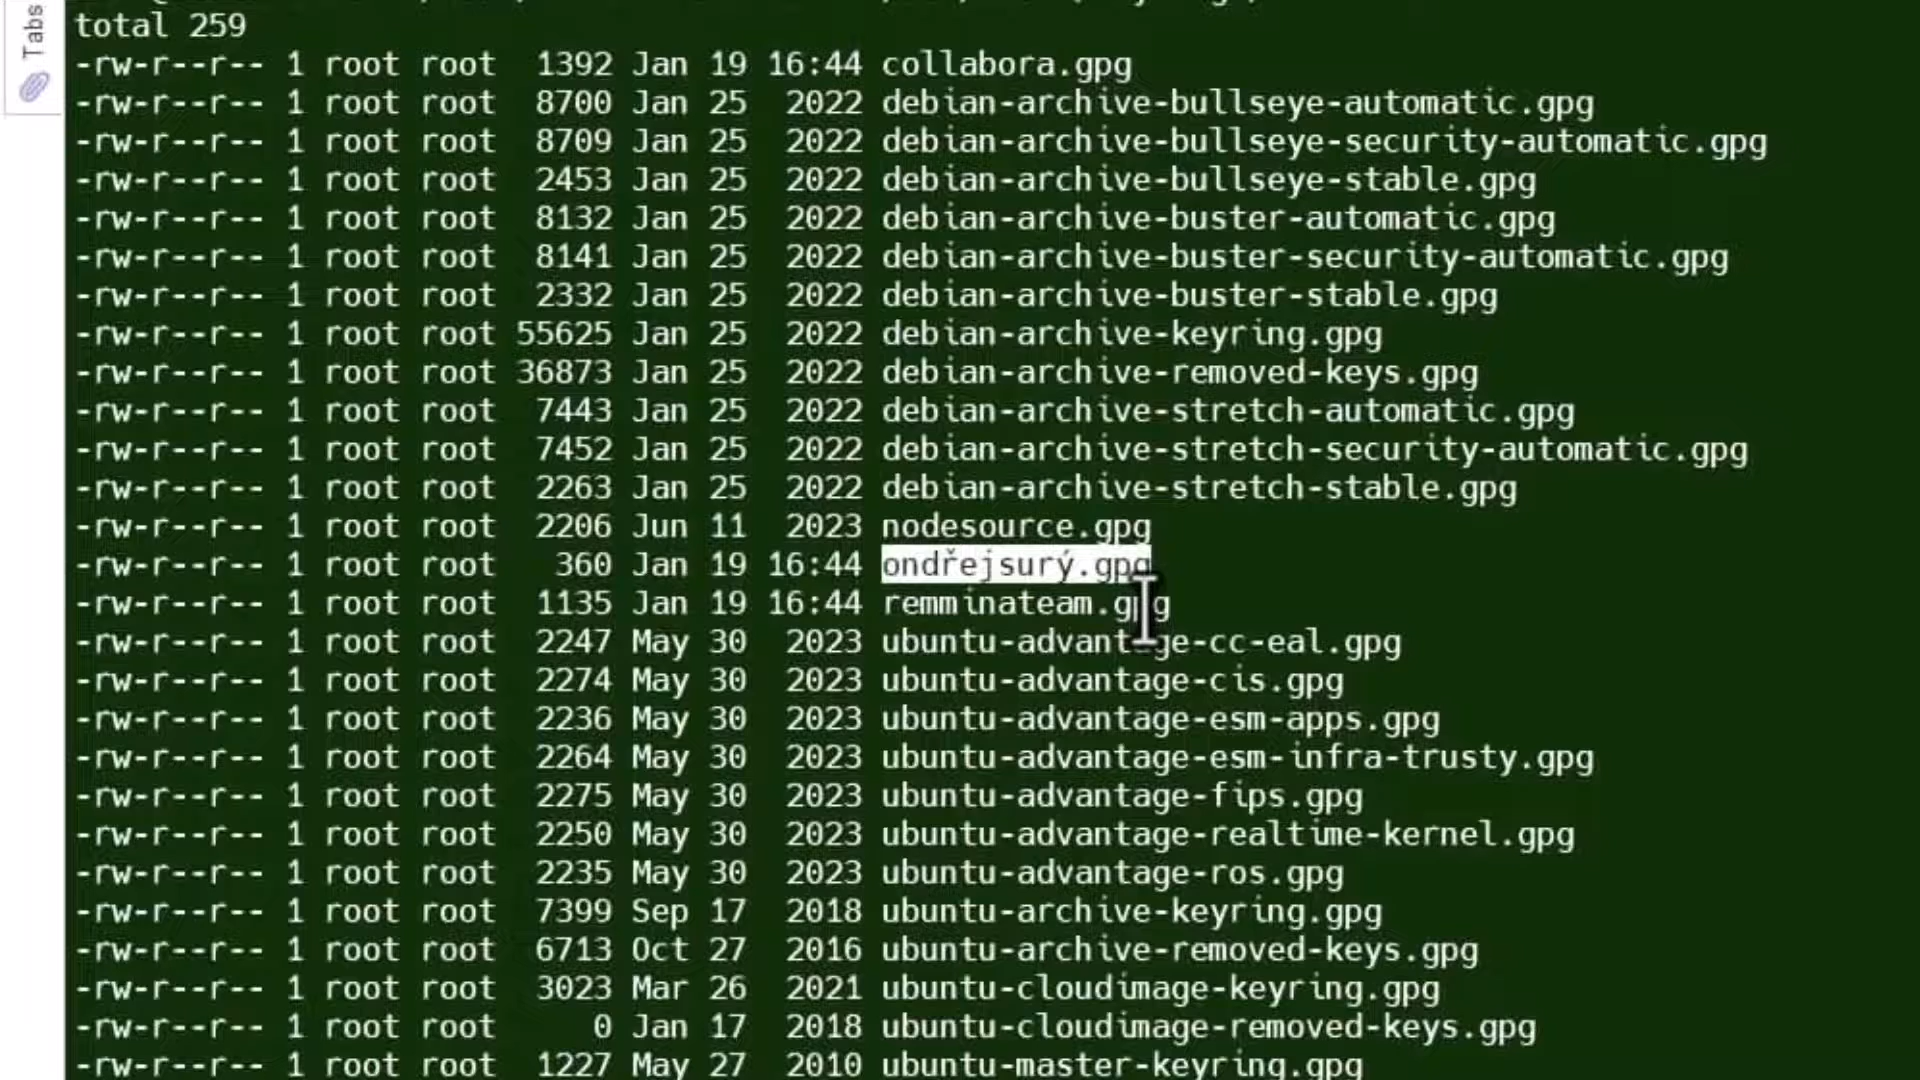 Tabs
total 259
-rw-r--r-- 1 root root  1392 Jan 19 16:44 collabora.gpg
-rw-r--r-- 1 root root  8700 Jan 25  2022 debian-archive-bullseye-automatic.gpg
-rw-r--r-- 1 root root  8709 Jan 25  2022 debian-archive-bullseye-security-automatic.gpg
-rw-r--r-- 1 root root  2453 Jan 25  2022 debian-archive-bullseye-stable.gpg
-rw-r--r-- 1 root root  8132 Jan 25  2022 debian-archive-buster-automatic.gpg
-rw-r--r-- 1 root root  8141 Jan 25  2022 debian-archive-buster-security-automatic.gpg
-rw-r--r-- 1 root root  2332 Jan 25  2022 debian-archive-buster-stable.gpg
-rw-r--r-- 1 root root 55625 Jan 25  2022 debian-archive-keyring.gpg
-rw-r--r-- 1 root root 36873 Jan 25  2022 debian-archive-removed-keys.gpg
-rw-r--r-- 1 root root  7443 Jan 25  2022 debian-archive-stretch-automatic.gpg
-rw-r--r-- 1 root root  7452 Jan 25  2022 debian-archive-stretch-security-automatic.gpg
-rw-r--r-- 1 root root  2263 Jan 25  2022 debian-archive-stretch-stable.gpg
-rw-r--r-- 1 root root  2206 Jun 11  2023 nodesource.gpg
-rw-r--r-- 1 root root   360 Jan 19 16:44 ondřejsurý.gpg
-rw-r--r-- 1 root root  1135 Jan 19 16:44 remminateam.gpg
-rw-r--r-- 1 root root  2247 May 30  2023 ubuntu-advantage-cc-eal.gpg
-rw-r--r-- 1 root root  2274 May 30  2023 ubuntu-advantage-cis.gpg
-rw-r--r-- 1 root root  2236 May 30  2023 ubuntu-advantage-esm-apps.gpg
-rw-r--r-- 1 root root  2264 May 30  2023 ubuntu-advantage-esm-infra-trusty.gpg
-rw-r--r-- 1 root root  2275 May 30  2023 ubuntu-advantage-fips.gpg
-rw-r--r-- 1 root root  2250 May 30  2023 ubuntu-advantage-realtime-kernel.gpg
-rw-r--r-- 1 root root  2235 May 30  2023 ubuntu-advantage-ros.gpg
-rw-r--r-- 1 root root  7399 Sep 17  2018 ubuntu-archive-keyring.gpg
-rw-r--r-- 1 root root  6713 Oct 27  2016 ubuntu-archive-removed-keys.gpg
-rw-r--r-- 1 root root  3023 Mar 26  2021 ubuntu-cloudimage-keyring.gpg
-rw-r--r-- 1 root root     0 Jan 17  2018 ubuntu-cloudimage-removed-keys.gpg
-rw-r--r-- 1 root root  1227 May 27  2010 ubuntu-master-keyring.gpg